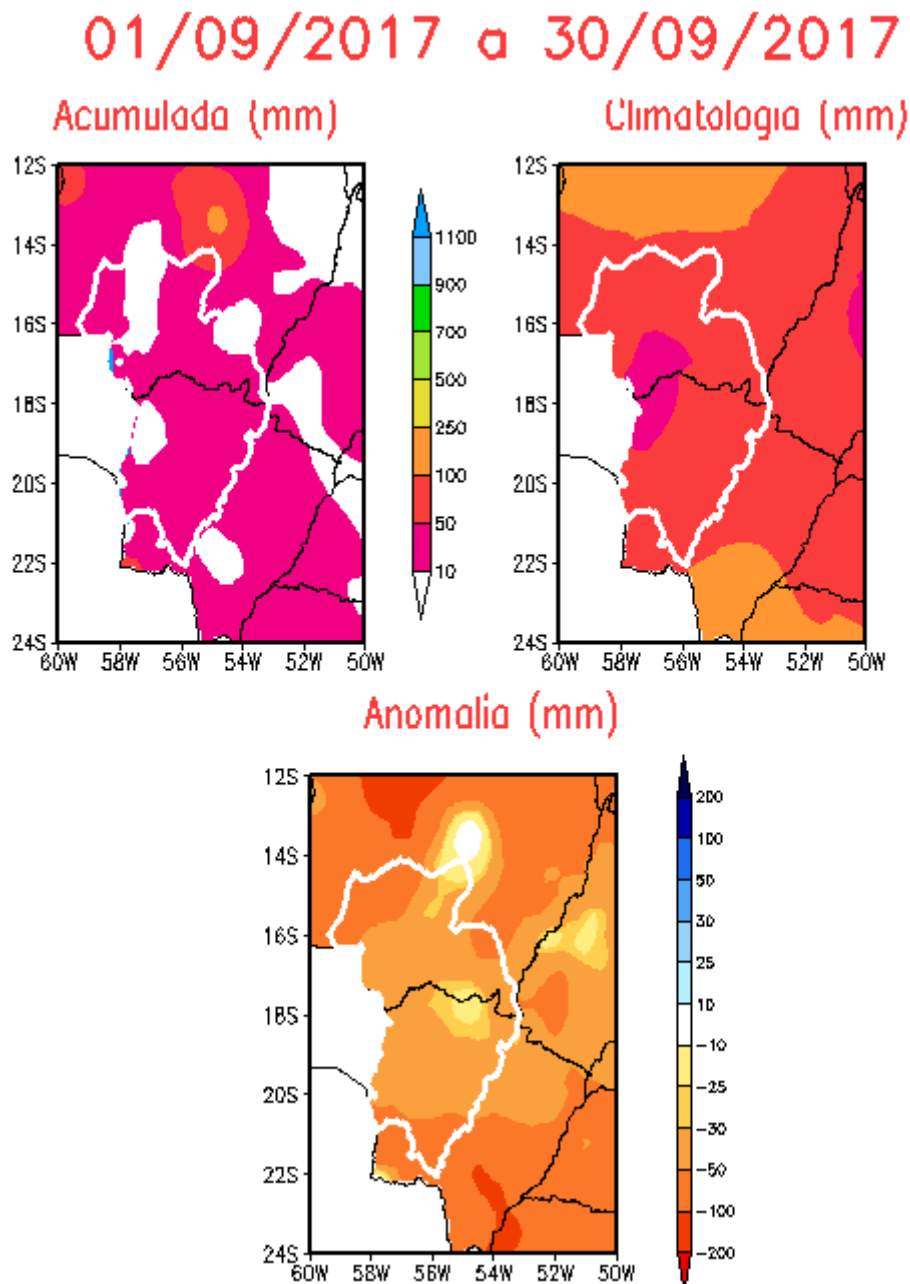 01/09/2017 a 30/09/2017
Acumulada (mm)
Climatologia (mm)
12S
14S
16S
18S
20S
22S
24S
60W 58W 56W 54W 52W 50W
1100
900
700
500
250
100
50
10
12S
14S
16S
18S
20S
22S
24S
60W 58W 56W 54W 52W 50W
Anomalia (mm)
12S
14S
16S
18S
20S
22S
24S
60W 58W 56W 54W 52W 50W
200
100
50
30
25
10
-10
-25
-30
-50
-100
-200